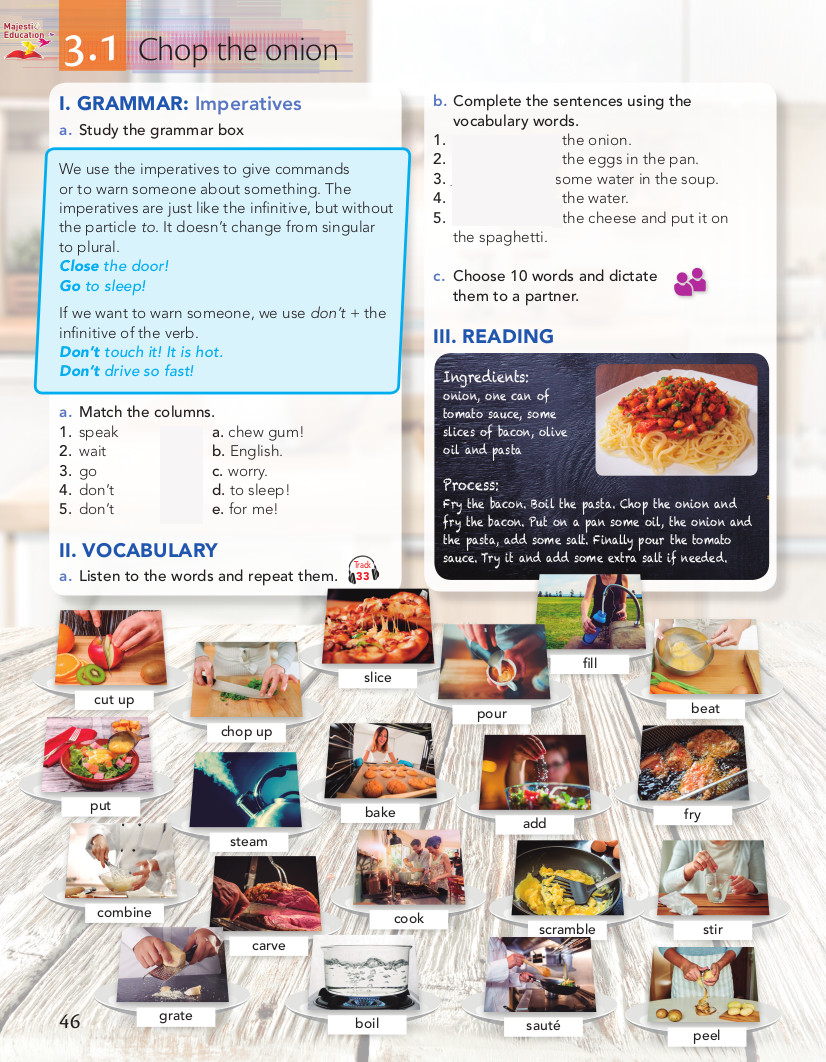 Majesti
Education
3.1 Chop the onion
I. GRAMMAR: Imperatives
a. Study the grammar box
We use the imperatives to give commands
or to warn someone about something. The
imperatives are just like the infinitive, but without
the particle to. It doesn't change from singular
to plural.
Close the door!
Go to sleep!
If we want to warn someone, we use don't + the
infinitive of the verb.
Don't touch it! It is hot.
Don't drive so fast!
a. Match the columns.
1. speak a. chew gum!
2. wait b. English.
3. go c. worry.
4. don't d. to sleep!
5. don't e. for me!
II. VOCABULARY
a. Listen to the words and repeat them.
Track
33
b. Complete the sentences using the
vocabulary words.
1. the onion.
2. the eggs in the pan.
3. some water in the soup.
4. the water.
5. the cheese and put it on
the spaghetti.
c. Choose 10 words and dictate
them to a partner.
III. READING
Ingredients:
onion, one can of
tomato sauce, some
slices of bacon, olive
oil and pasta
Process:
Fry the bacon. Boil the pasta. Chop the onion and
fry the bacon. Put on a pan some oil, the onion and
the pasta, add some salt. Finally pour the tomato
sauce. Try it and add some extra salt if needed.
cut up
chop up
slice
pour
fill
beat
put
steam
bake
add
fry
combine
carve
cook
scramble
stir
grate
boil
sauté
peel
46